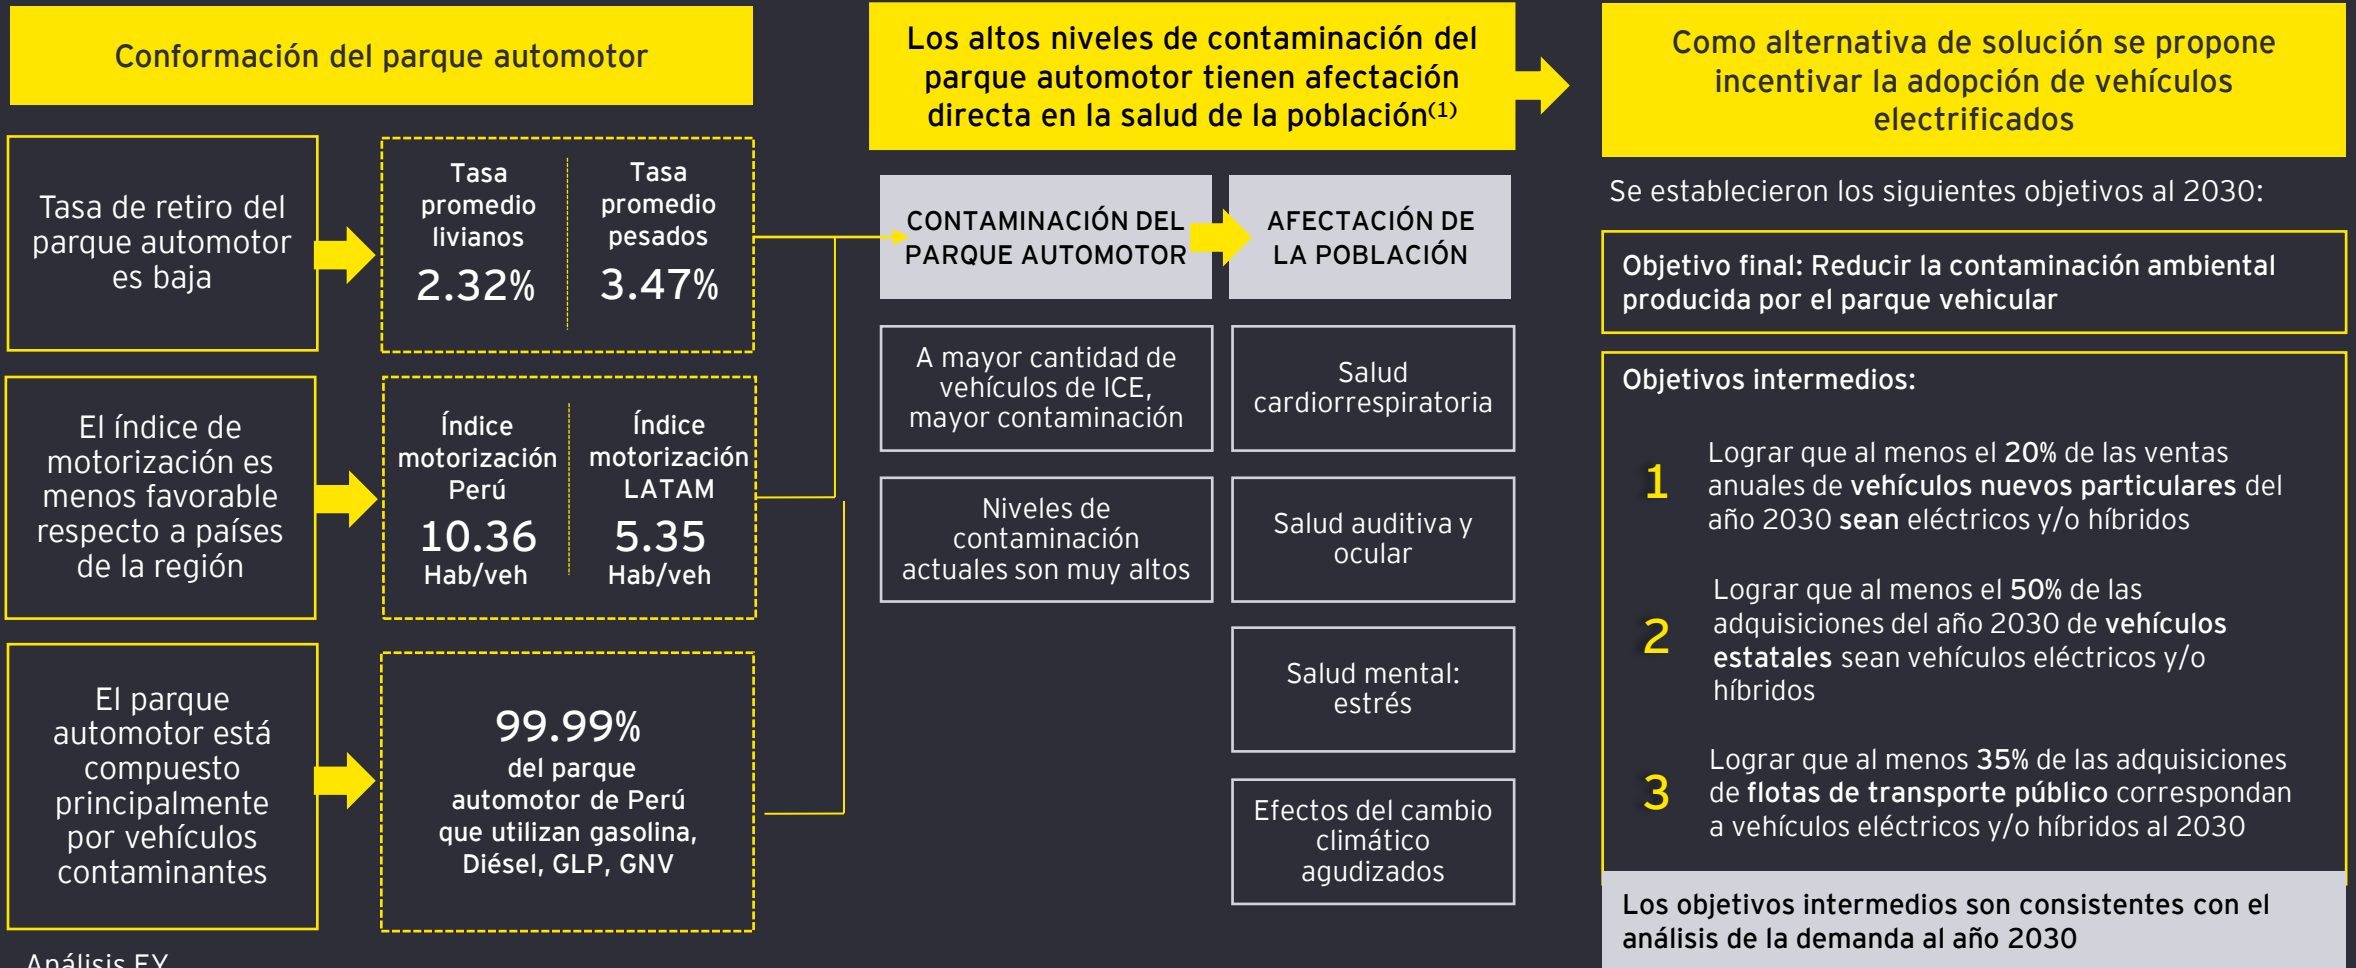 Conformación del parque automotor
Tasa de retiro del
parque automotor
es baja
Tasa
promedio
livianos
2.32%
Tasa
promedio
pesados
3.47%
El índice de
motorización es
menos favorable
respecto a países
de la región
Índice
motorización
Perú
10.36
Hab/veh
Índice
motorización
LATAM
5.35
Hab/veh
El parque
automotor está
compuesto
principalmente
por vehículos
contaminantes
99.99%
del parque
automotor de Perú
que utilizan gasolina,
Diésel, GLP, GNV
Análisis EY
Los altos niveles de contaminación del
parque automotor tienen afectación
directa en la salud de la población(1)
CONTAMINACIÓN DEL
PARQUE AUTOMOTOR
A mayor cantidad de
vehículos de ICE,
mayor contaminación
Niveles de
contaminación
actuales son muy altos
AFECTACIÓN DE
LA POBLACIÓN
Salud
cardiorrespiratoria
Salud auditiva y
ocular
Salud mental:
estrés
Efectos del cambio
climático
agudizados
Como alternativa de solución se propone
incentivar la adopción de vehículos
electrificados
Se establecieron los siguientes objetivos al 2030:
Objetivo final: Reducir la contaminación ambiental
producida por el parque vehicular
Objetivos intermedios:
1
Lograr que al menos el 20% de las ventas
anuales de vehículos nuevos particulares del
año 2030 sean eléctricos y/o híbridos
2
Lograr que al menos el 50% de las
adquisiciones del año 2030 de vehículos
estatales sean vehículos eléctricos y/o
híbridos
3
Lograr que al menos 35% de las adquisiciones
de flotas de transporte público correspondan
a vehículos eléctricos y/o híbridos al 2030
Los objetivos intermedios son consistentes con el
análisis de la demanda al año 2030